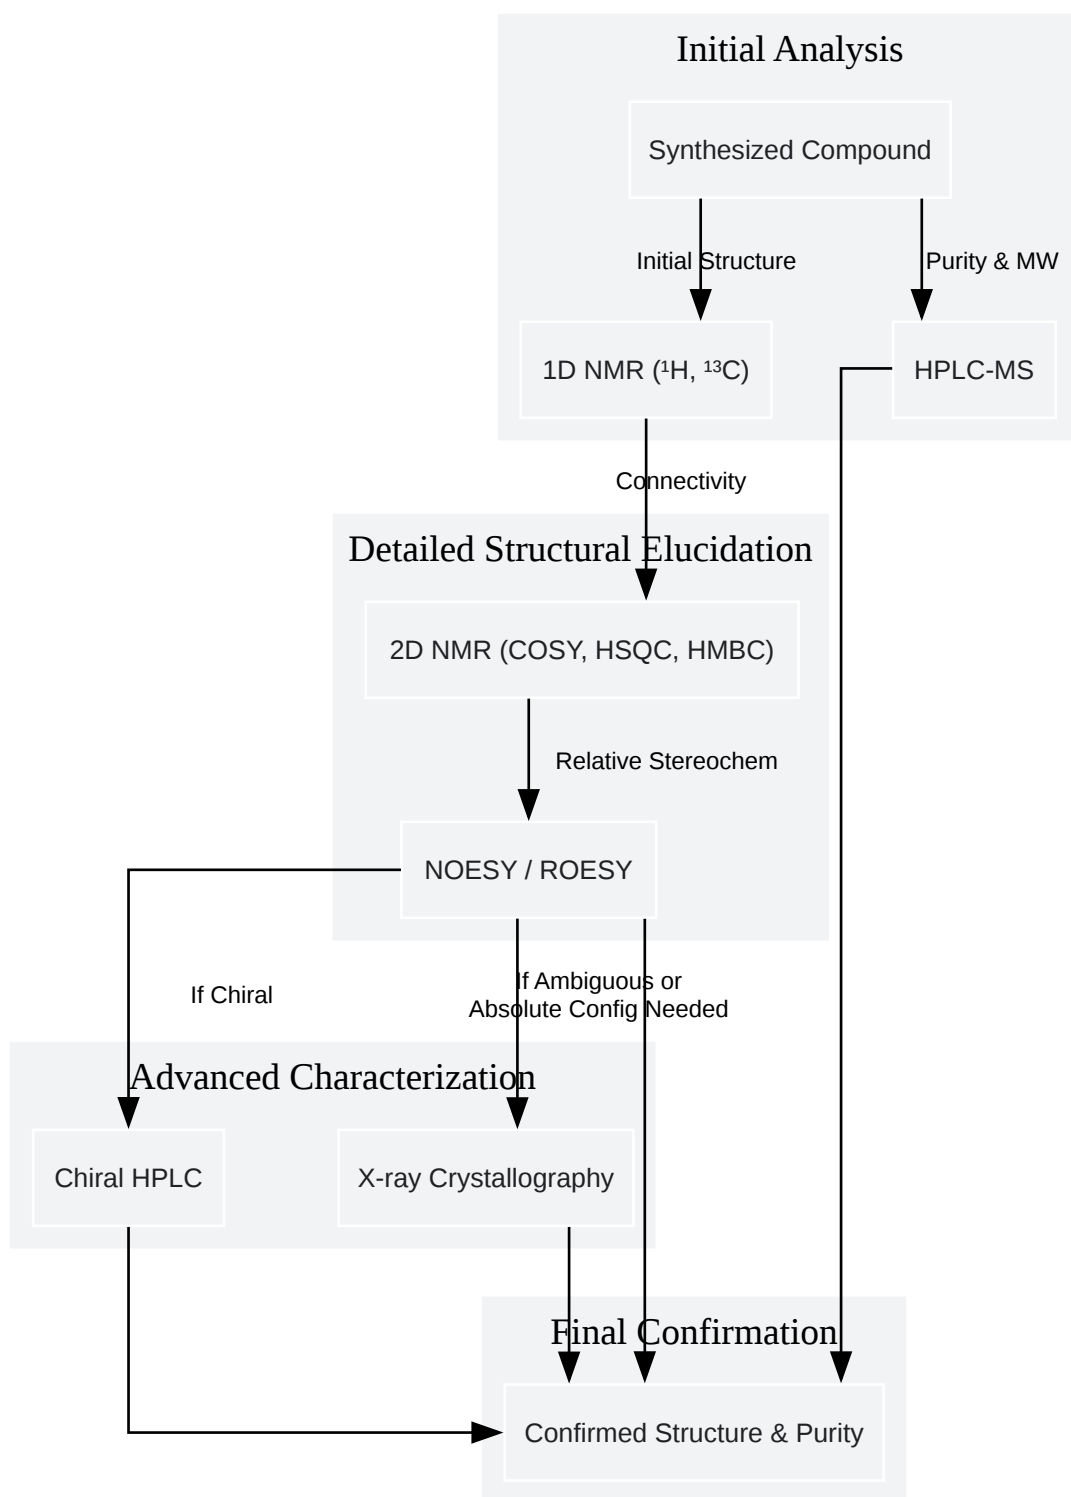 Initial Analysis
Synthesized Compound
Initial Structure
Purity & MW
1D NMR (¹H, ¹³C)
HPLC-MS
Connectivity
Detailed Structural Elucidation
2D NMR (COSY, HSQC, HMBC)
Relative Stereochem
NOESY / ROESY
If Chiral
If Ambiguous or
Absolute Config Needed
Advanced Characterization
Chiral HPLC
X-ray Crystallography
Final Confirmation
Confirmed Structure & Purity